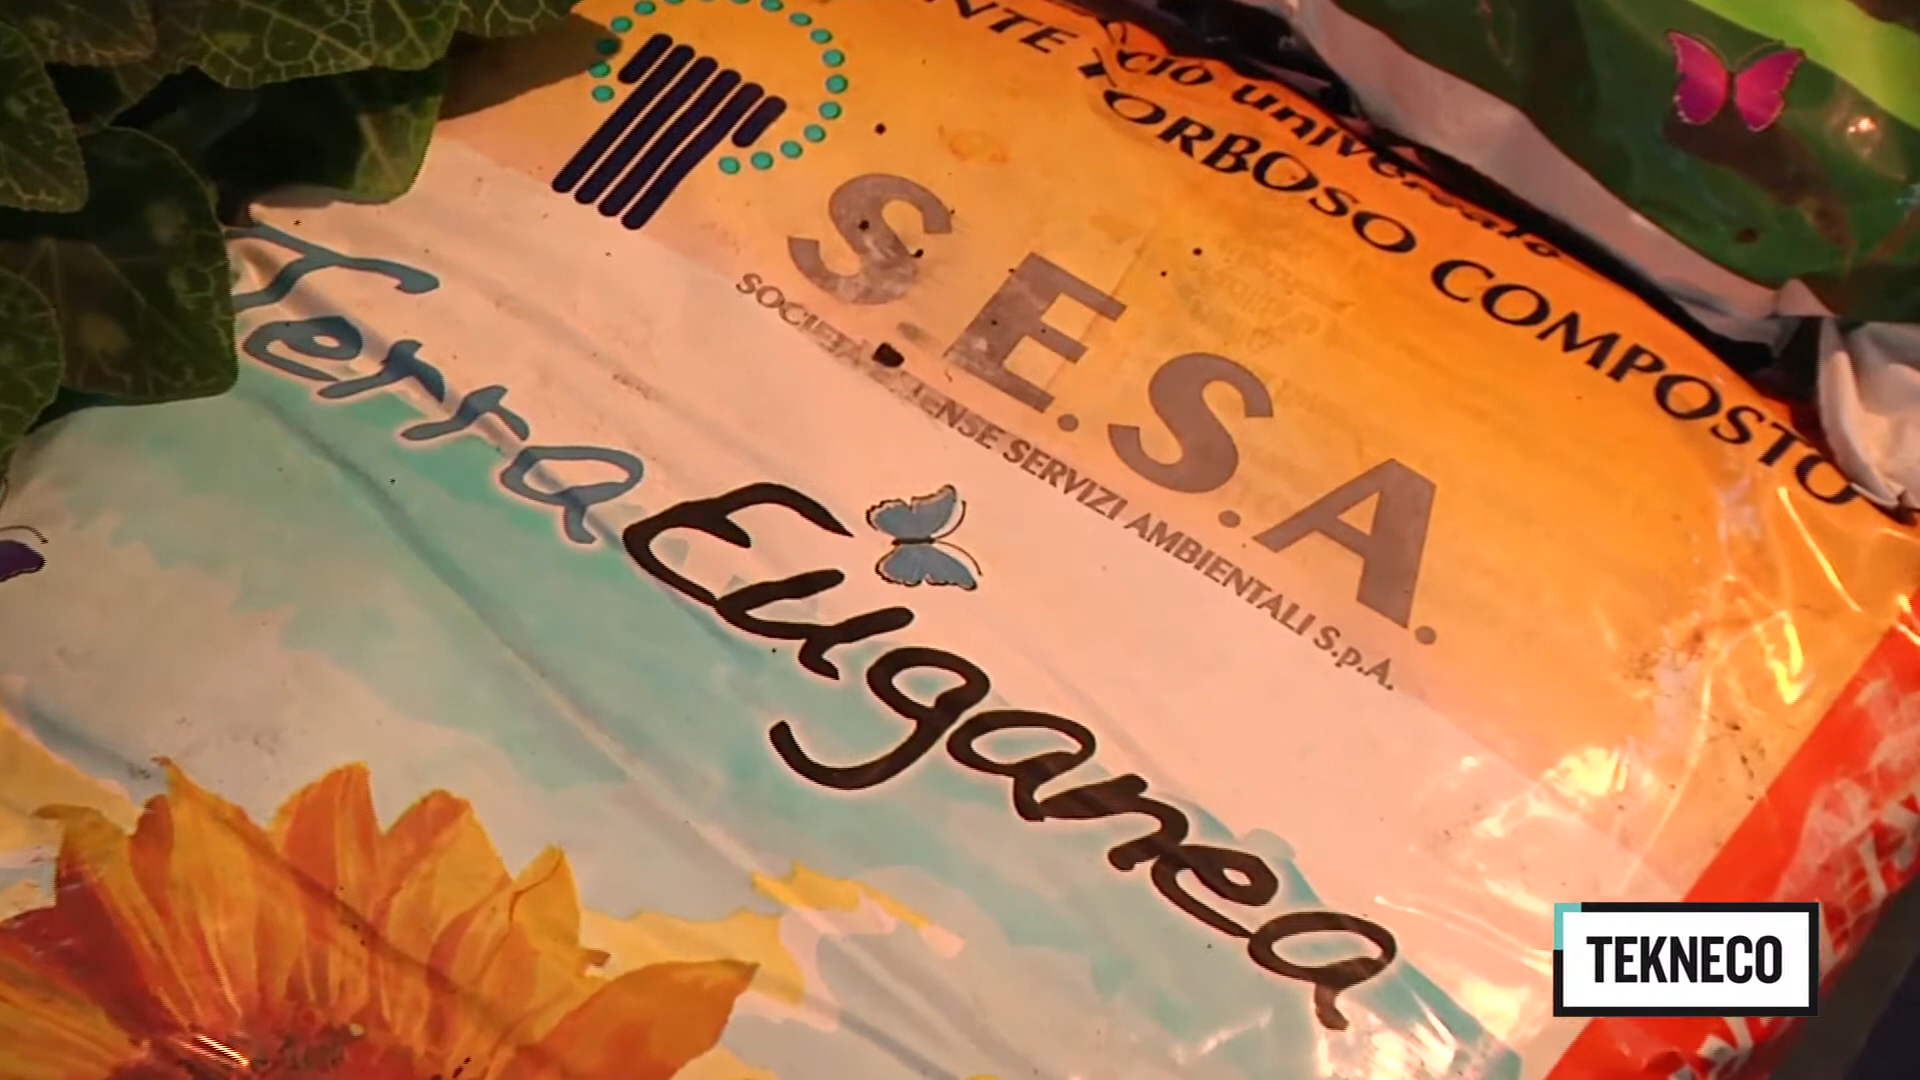 TORBOSO COMPOSTO
S.E.S.A.
SERVIZI AMBIENTALI S.p.A.
Terra Euganea
TEKNECO